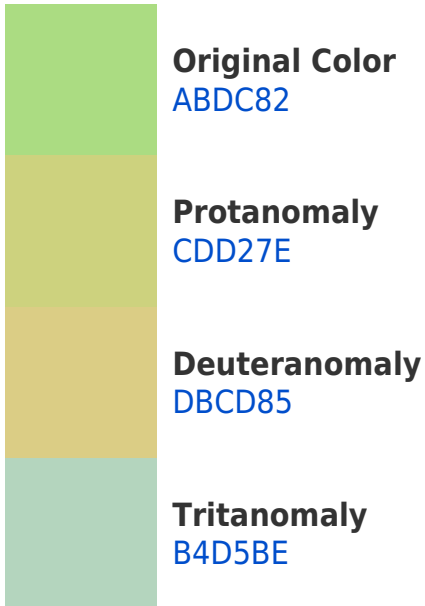 Original Color
ABDC82
Protanomaly
CDD27E
Deuteranomaly
DBCD85
Tritanomaly
B4D5BE